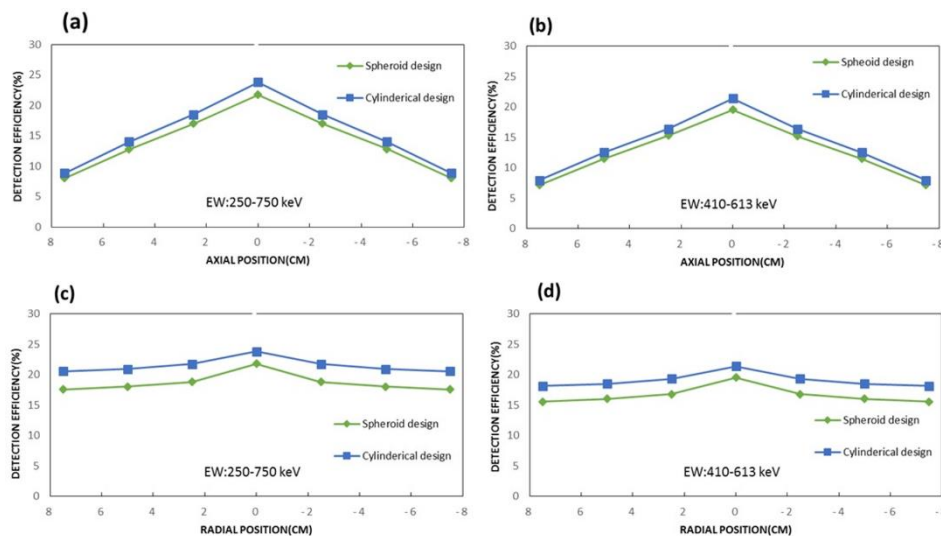 (a)
30
25
20
15
10
5
0
DETECTION EFFICIENCY(%)
Spheroid design
Cylinderical design
EW:250-750 keV
8 6 4 2 0 -2 -4 -6 -8
AXIAL POSITION(CM)
(b)
30
25
20
15
10
5
0
DETECTION EFFICIENCY(%)
Spheoid design
Cylinderical design
EW:410-613 keV
8 6 4 2 0 -2 -4 -6 -8
AXIAL POSITION(CM)
(c)
30
25
20
15
10
5
0
DETECTION EFFICIENCY(%)
Spheroid design
Cylinderical design
EW:250-750 keV
8 6 4 2 0 -2 -4 -6 -8
RADIAL POSITION(CM)
(d)
30
25
20
15
10
5
0
DETECTION EFFICIENCY(%)
Spheroid design
Cylinderical design
EW:410-613 keV
8 6 4 2 0 -2 -4 -6
RADIAL POSITION(CM)